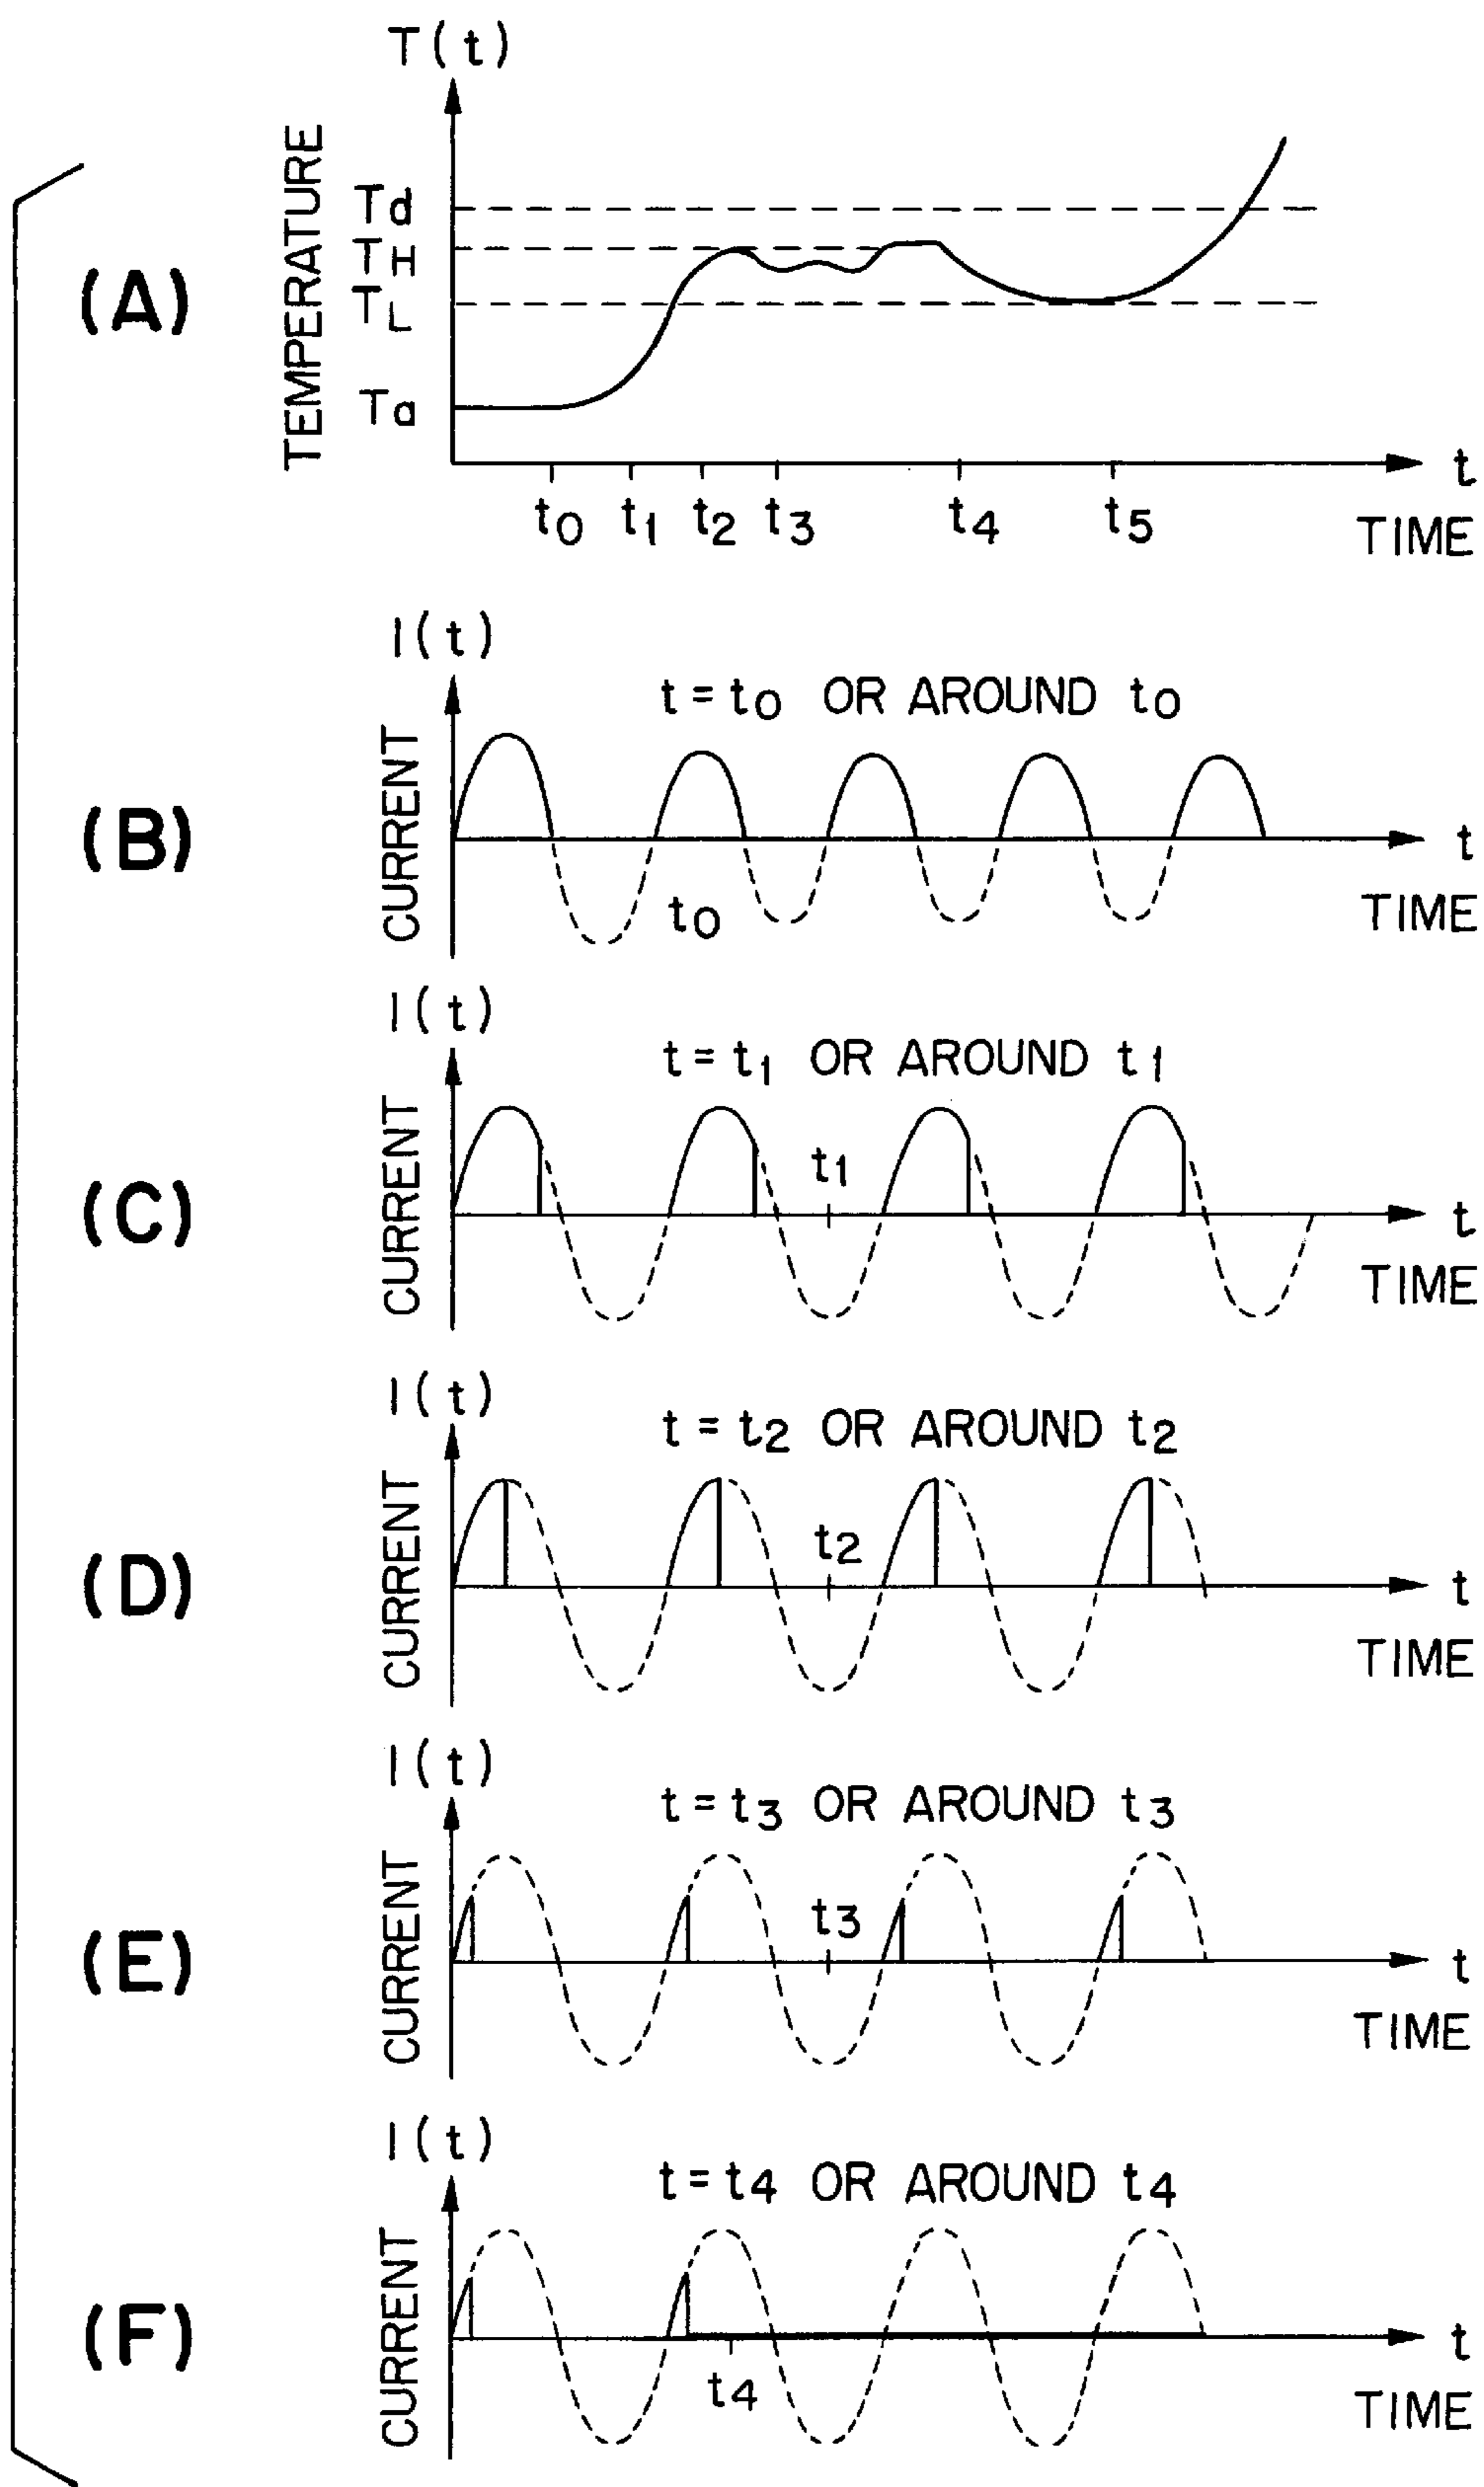 T(t)
TEMPERATURE
Td
TH
TL
Ta
(A)
t0 t1 t2 t3 t4 t5
t
TIME
I(t)
t=t0 OR AROUND t0
CURRENT
(B)
t0
t
TIME
I(t)
t=t1 OR AROUND t1
CURRENT
(C)
t1
t
TIME
I(t)
t=t2 OR AROUND t2
CURRENT
(D)
t2
t
TIME
I(t)
t=t3 OR AROUND t3
CURRENT
(E)
t3
t
TIME
I(t)
t=t4 OR AROUND t4
CURRENT
(F)
t4
t
TIME